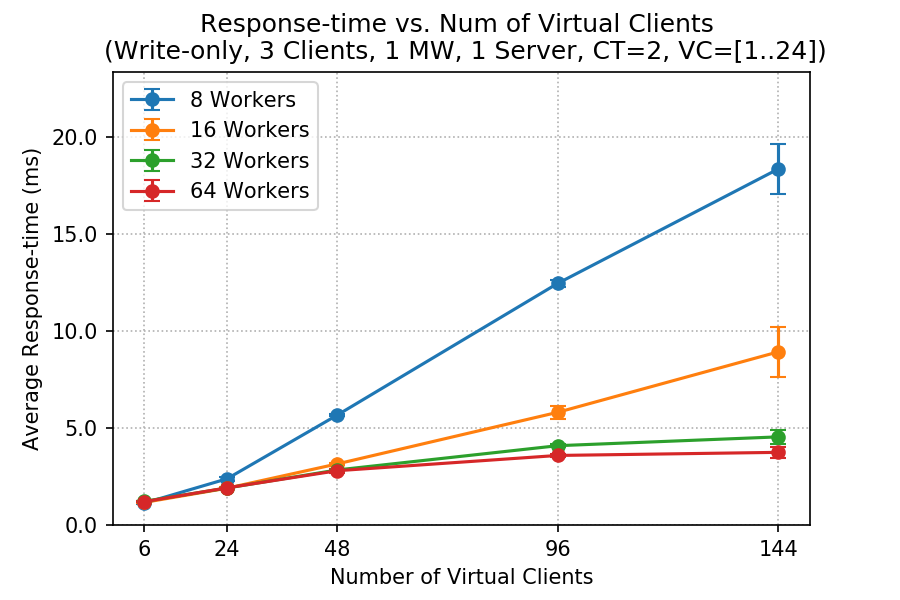 Response-time vs. Num of Virtual Clients
(Write-only, 3 Clients, 1 MW, 1 Server, CT=2, VC=[1..24])
8 Workers
16 Workers
32 Workers
64 Workers
Average Response-time (ms)
20.0
15.0
10.0
5.0
0.0
6 24 48 96 144
Number of Virtual Clients